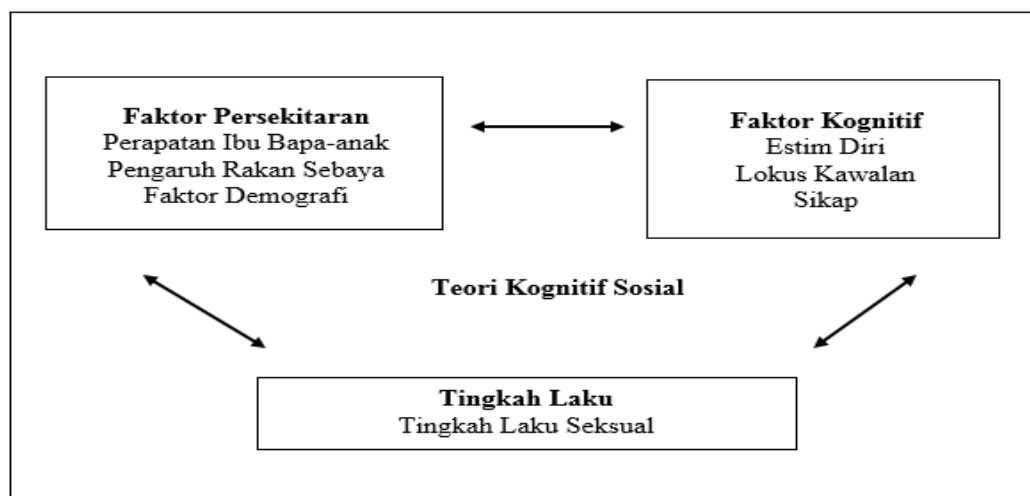 Faktor Persekitaran
Perapatan Ibu Bapa-anak
Pengaruh Rakan Sebaya
Faktor Demografi
Faktor Kognitif
Estim Diri
Lokus Kawalan
Sikap
Teori Kognitif Sosial
Tingkah Laku
Tingkah Laku Seksual